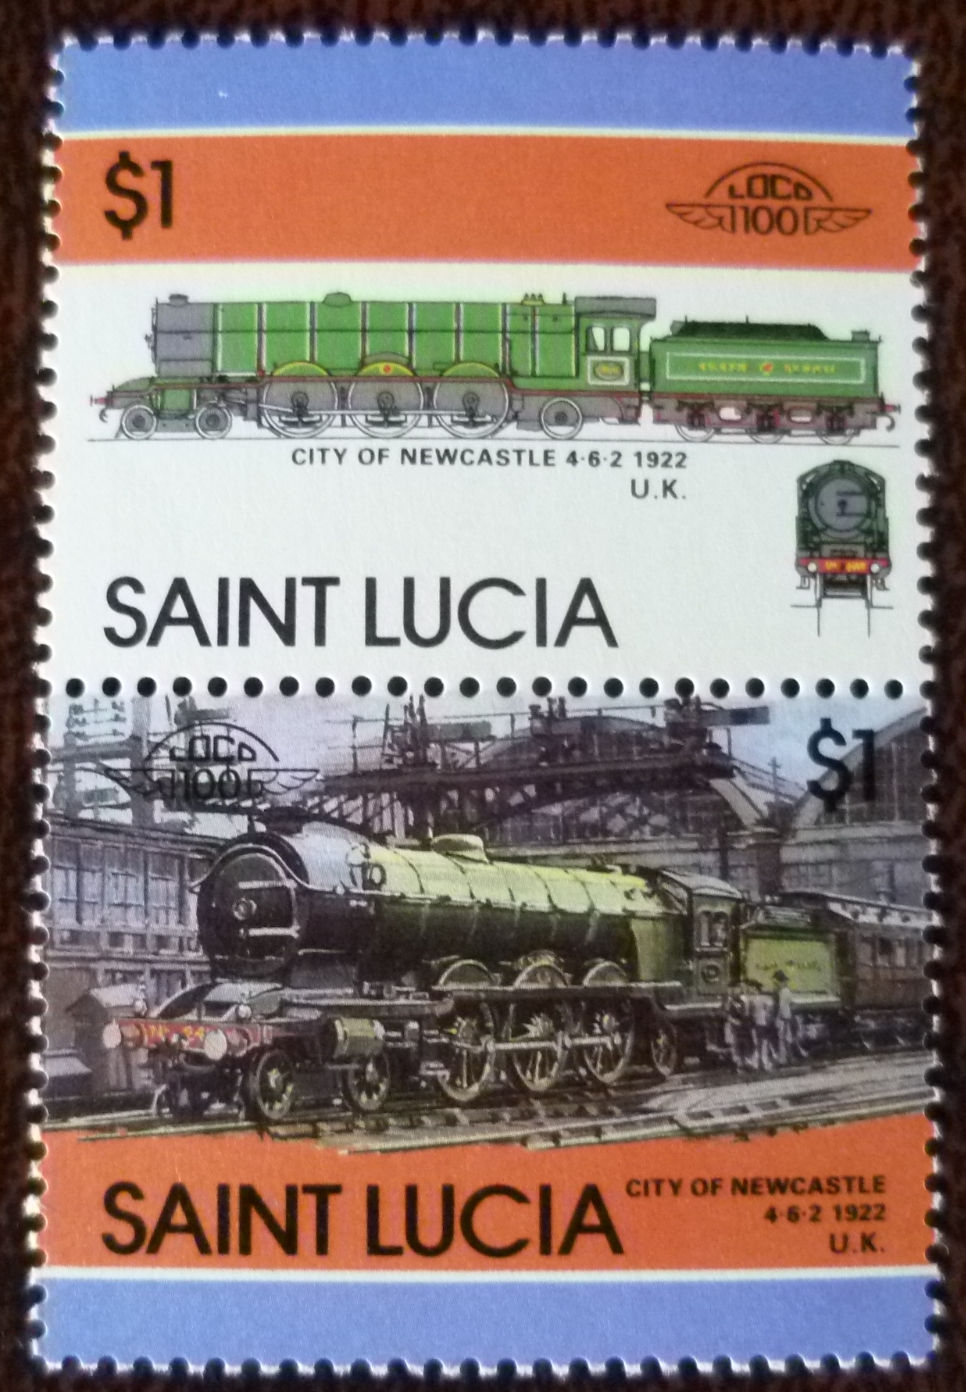 $1
LOCO
100
CITY OF NEWCASTLE 4·6·2 1922
U.K.
SAINT LUCIA
LOCO
100
$1
SAINT LUCIA
CITY OF NEWCASTLE
4·6·2 1922
U.K.